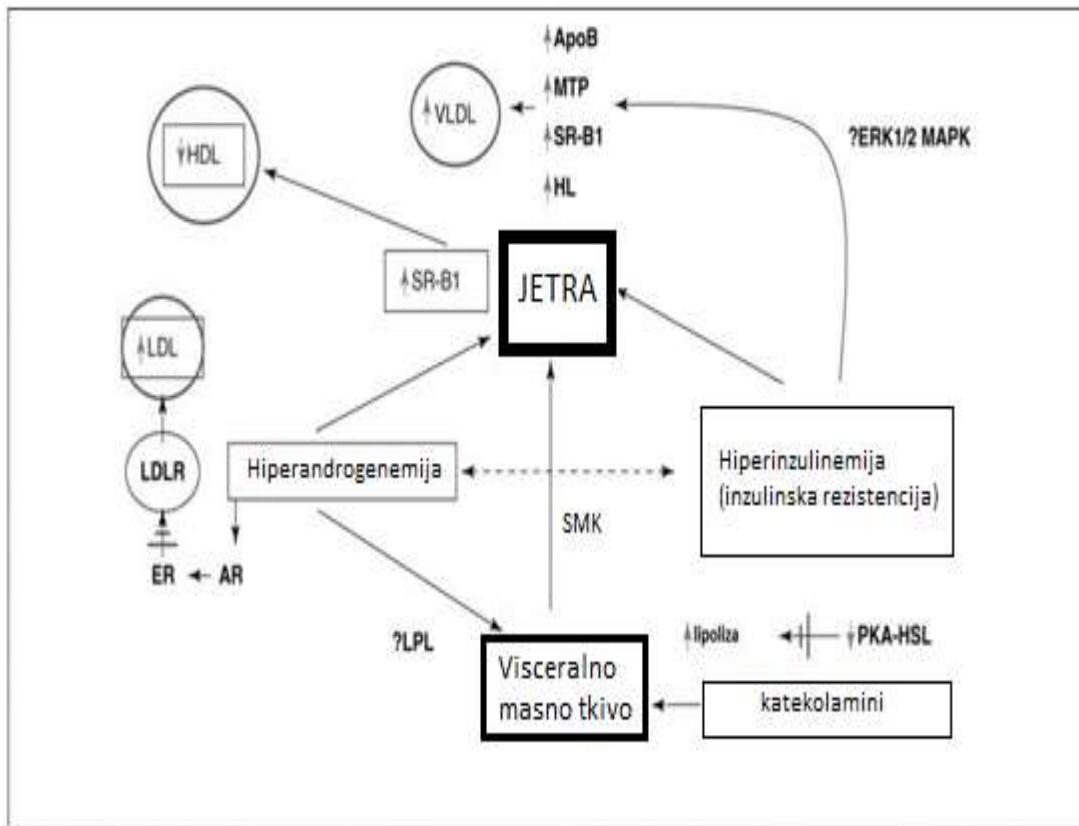 ↑ApoB
↑MTP
↑VLDL
↑SR-B1
?ERK1/2 MAPK
↓HDL
↑HL
↑SR-B1
JETRA
↑LDL
LDLR
Hiperandrogenemija
Hiperinzulinemija
(inzulinska rezistencija)
SMK
ER
AR
?LPL
↑lipoliza
↓PKA-HSL
Visceralno
masno tkivo
katekolamini